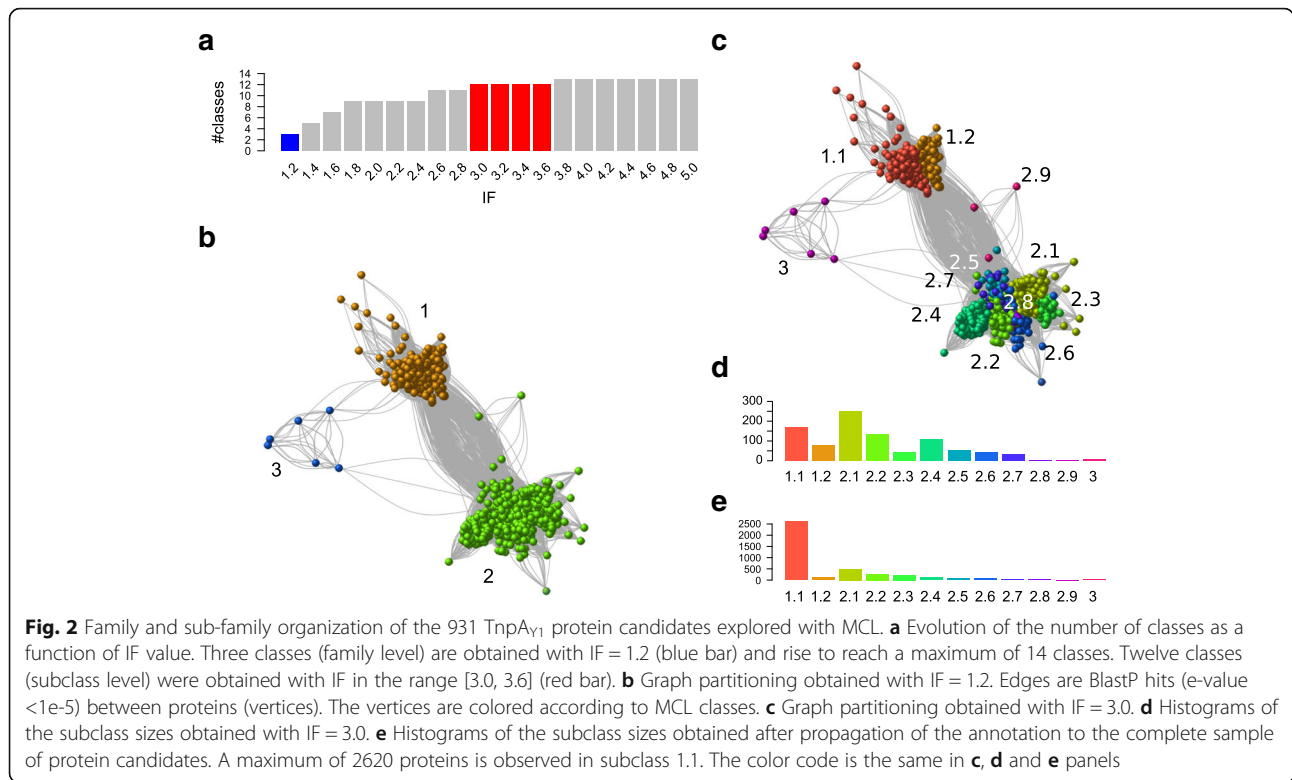 a
#classes
14
12
10
8
6
4
2
0
1.2 1.4 1.6 1.8 2.0 2.2 2.4 2.6 2.8 3.0 3.2 3.4 3.6 3.8 4.0 4.2 4.4 4.6 4.8 5.0
IF
b
1
3
2
c
1.2
1.1
2.9
3
2.5
2.1
2.7
2.8
2.3
2.4
2.6
2.2
d
300
200
100
0
1.1 1.2 2.1 2.2 2.3 2.4 2.5 2.6 2.7 2.8 2.9 3
e
2500
2000
1500
1000
500
0
1.1 1.2 2.1 2.2 2.3 2.4 2.5 2.6 2.7 2.8 2.9 3
Fig. 2 Family and sub-family organization of the 931 TnpAY1 protein candidates explored with MCL. a Evolution of the number of classes as a
function of IF value. Three classes (family level) are obtained with IF = 1.2 (blue bar) and rise to reach a maximum of 14 classes. Twelve classes
(subclass level) were obtained with IF in the range [3.0, 3.6] (red bar). b Graph partitioning obtained with IF = 1.2. Edges are BlastP hits (e-value
<1e-5) between proteins (vertices). The vertices are colored according to MCL classes. c Graph partitioning obtained with IF = 3.0. d Histograms of
the subclass sizes obtained with IF = 3.0. e Histograms of the subclass sizes obtained after propagation of the annotation to the complete sample
of protein candidates. A maximum of 2620 proteins is observed in subclass 1.1. The color code is the same in c, d and e panels